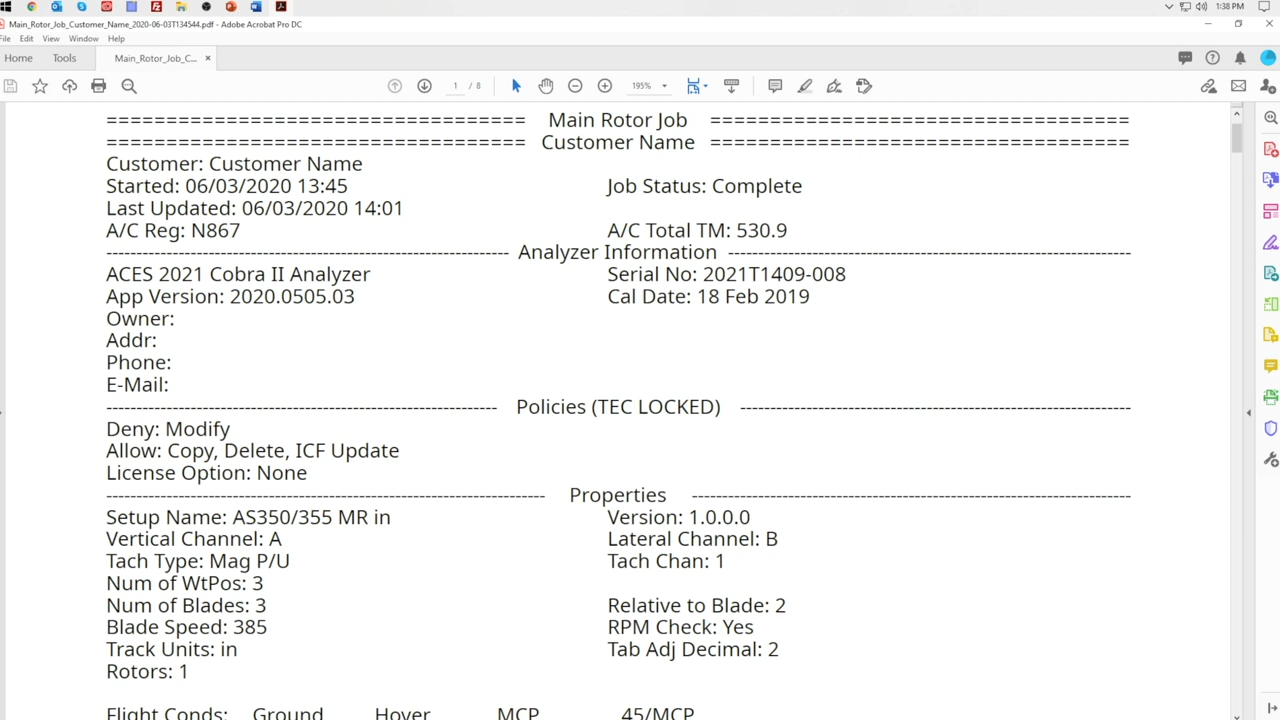 1:38 PM
Main_Rotor_Job_Customer_Name_2020-06-03T134544.pdf - Adobe Acrobat Pro DC
File Edit View Window Help
Home Tools Main_Rotor_Job_C... ×
1 / 8 195%
================================== Main Rotor Job ==================================
================================== Customer Name ==================================
Customer: Customer Name
Started: 06/03/2020 13:45 Job Status: Complete
Last Updated: 06/03/2020 14:01
A/C Reg: N867 A/C Total TM: 530.9
------------------------------------------------------------------- Analyzer Information -------------------------------------------------------------------
ACES 2021 Cobra II Analyzer Serial No: 2021T1409-008
App Version: 2020.0505.03 Cal Date: 18 Feb 2019
Owner:
Addr:
Phone:
E-Mail:
----------------------------------------------------------------- Policies (TEC LOCKED) -----------------------------------------------------------------
Deny: Modify
Allow: Copy, Delete, ICF Update
License Option: None
------------------------------------------------------------------------- Properties -------------------------------------------------------------------------
Setup Name: AS350/355 MR in Version: 1.0.0.0
Vertical Channel: A Lateral Channel: B
Tach Type: Mag P/U Tach Chan: 1
Num of WtPos: 3
Num of Blades: 3 Relative to Blade: 2
Blade Speed: 385 RPM Check: Yes
Track Units: in Tab Adj Decimal: 2
Rotors: 1
Flight Conds: Ground Hover MCP 45/MCP